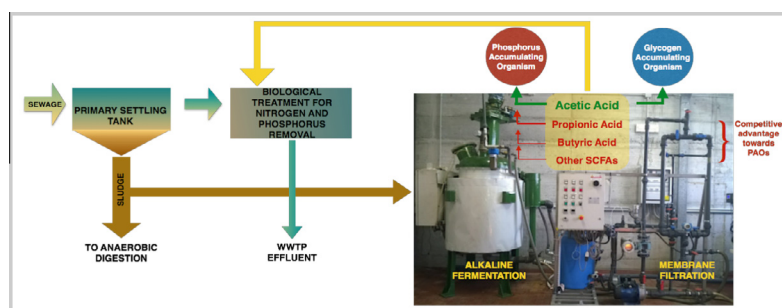 SEWAGE
PRIMARY SETTLING
TANK
BIOLOGICAL
TREATMENT FOR
NITROGEN AND
PHOSPHORUS
REMOVAL
SLUDGE
TO ANAEROBIC
DIGESTION
WWTP
EFFLUENT
Phosphorus
Accumulating
Organism
Glycogen
Accumulating
Organism
Acetic Acid
Propionic Acid
Butyric Acid
Other SCFAs
Competitive
advantage
towards
PAOs
ALKALINE
FERMENTATION
MEMBRANE
FILTRATION